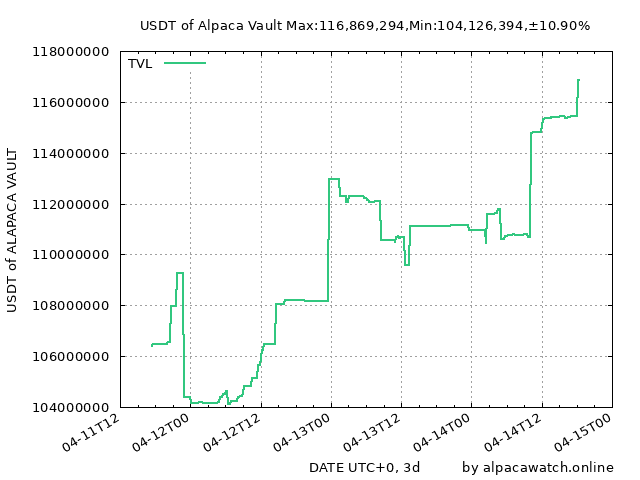 USDT of Alpaca Vault Max:116,869,294,Min:104,126,394,±10.90%
118000000
TVL
116000000
114000000
112000000
110000000
108000000
106000000
104000000
USDT of ALAPACA VAULT
04-11T12
04-12T00
04-12T12
04-13T00
04-13T12
04-14T00
04-14T12
04-15T00
DATE UTC+0, 3d
by alpacawatch.online